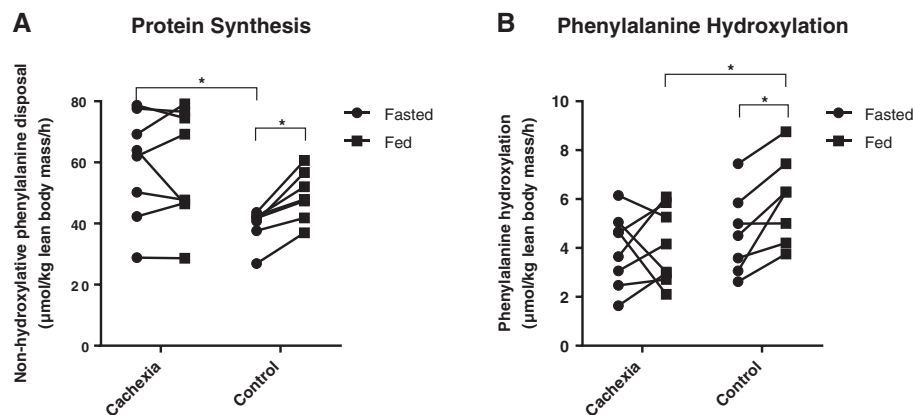 A
Protein Synthesis
Non-hydroxylative phenylalanine disposal
(µmol/kg lean body mass/h)
80
60
40
20
0
*
*
Fasted
Fed
Cachexia
Control
B
Phenylalanine Hydroxylation
Phenylalanine hydroxylation
(µmol/kg lean body mass/h)
10
8
6
4
2
0
*
*
Fasted
Fed
Cachexia
Control